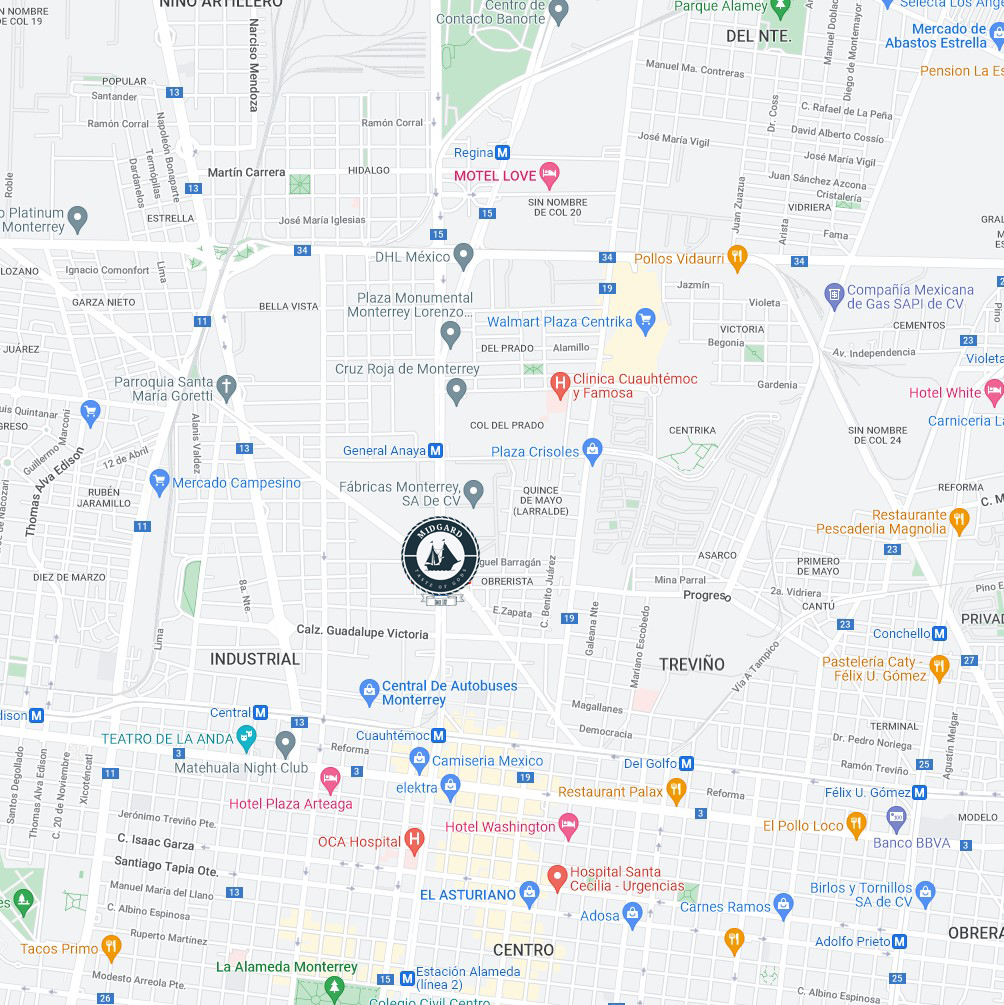 NIÑO ARTILLERO
SIN NOMBRE
DE COL 19
Centro de
Contacto Banorte
Parque Alamey
DEL NTE.
Selecta Los Ang
Mercado de
Abastos Estrella
Pension La Es
Manuel Doblac
Diego de Montemayor
Narciso Mendoza
POPULAR
Santander
13
Ramón Corral
Ramón Corral
Napoleón Bonaparte
Termópilas
Dardanelos
Manuel Ma. Contreras
Dr. Coss
C. Rafael de La Peña
David Alberto Cossío
José María Vigil
José María Vigil
Regina M
MOTEL LOVE
Martín Carrera
HIDALGO
Roble
13
Juan Sánchez Azcona
Cristalería
VIDRIERA
Juan Zuazua
Arista
Fama
SIN NOMBRE
DE COL 20
15
o Platinum
Monterrey
ESTRELLA
José María Iglesias
15
34
DHL México
34
Pollos Vidaurri
34
LOZANO
Ignacio Comonfort
Lima
19
Jazmín
Compañía Mexicana
de Gas SAPI de CV
GARZA NIETO
BELLA VISTA
Plaza Monumental
Monterrey Lorenzo...
Violeta
Pino
11
Walmart Plaza Centrika
VICTORIA
Begonia
CEMENTOS
23
JUÁREZ
DEL PRADO
Alamillo
Av. Independencia
Violeta
Cruz Roja de Monterrey
Parroquia Santa
María Goretti
Clinica Cuauhtémoc
y Famosa
Gardenia
Hotel White
uis Quintanar
GRESO
Guillermo Marconi
Alanis Valdez
Carniceria La
COL DEL PRADO
CENTRIKA
SIN NOMBRE
DE COL 24
13
General Anaya M
Plaza Crisoles
12 de Abril
Thomas Alva Edison
de Nacozari
Mercado Campesino
RUBÉN
JARAMILLO
Fábricas Monterrey,
SA De CV
QUINCE
DE MAYO
(LARRALDE)
REFORMA
C. M
11
Restaurante
Pescaderia Magnolia
MIDGARD
TASTE OF GODS
23
guel Barragán
OBRERISTA
ASARCO
PRIMERO
DE MAYO
DIEZ DE MARZO
8a. Nte.
Mina Parral
Progreso
2a. Vidriera
Pino E
C. Benito Juárez
E.Zapata
CANTÚ
19
23
PRIVAD
Galeana Nte
Mariano Escobedo
Calz. Guadalupe Victoria
Lima
Conchello M
INDUSTRIAL
TREVIÑO
Vía A Tampico
Pastelería Caty -
Félix U. Gómez
27
Central De Autobuses
Monterrey
Magallanes
dison M
Central M
13
Democracia
TERMINAL
Agustín Melgar
TEATRO DE LA ANDA
3
Cuauhtémoc M
Dr. Pedro Noriega
Reforma
Matehuala Night Club
Camiseria Mexico
Del Golfo M
Ramón Treviño
25
11
3
19
elektra
Restaurant Palax
Reforma
Félix U. Gómez M
Santos Degollado
Thomas Alva Edison
C. 20 de Noviembre
Xicoténcatl
Hotel Plaza Arteaga
3
MODELO
Jerónimo Treviño Pte.
Hotel Washington
El Pollo Loco
Banco BBVA
3
C. Isaac Garza
OCA Hospital
Santiago Tapia Ote.
Hospital Santa
Cecilia - Urgencias
Manuel María del Llano
13
EL ASTURIANO
Birlos y Tornillos
SA de CV
es
C. Albino Espinosa
Adosa
Carnes Ramos
C. Albino Espinosa
Ruperto Martínez
OBRERA
Tacos Primo
CENTRO
Adolfo Prieto M
La Alameda Monterrey
Modesto Arreola Pte.
15
M Estación Alameda
(línea 2)
25
26
Colegio Civil Centro